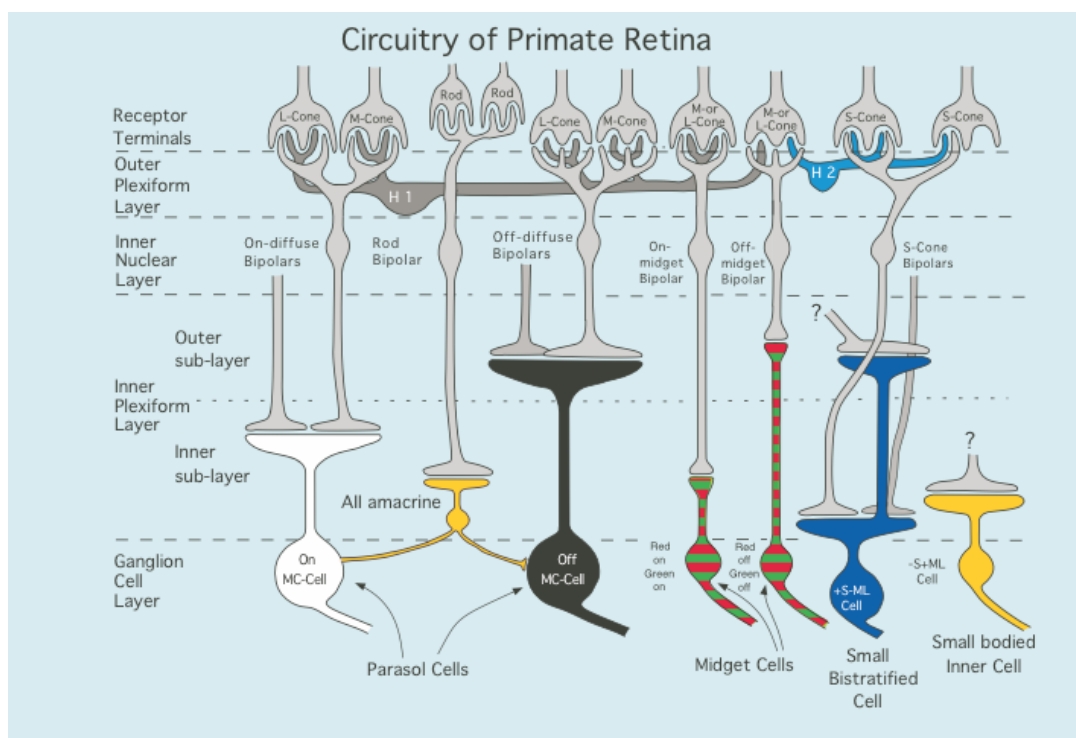 Circuitry of Primate Retina
Receptor
Terminals
L-Cone
M-Cone
Rod
Rod
L-Cone
M-Cone
M-or
L-Cone
M-or
L-Cone
S-Cone
S-Cone
Outer
Plexiform
Layer
H 1
H 2
Inner
Nuclear
Layer
On-diffuse
Bipolars
Rod
Bipolar
Off-diffuse
Bipolars
On-
midget
Bipolar
Off-
midget
Bipolar
S-Cone
Bipolars
Outer
sub-layer
?
Inner
Plexiform
Layer
Inner
sub-layer
?
All amacrine
Ganglion
Cell
Layer
On
MC-Cell
Off
MC-Cell
Red
on
Green
on
Red
off
Green
off
+S-ML
Cell
-S+ML
Cell
Parasol Cells
Midget Cells
Small
Bistratified
Cell
Small bodied
Inner Cell